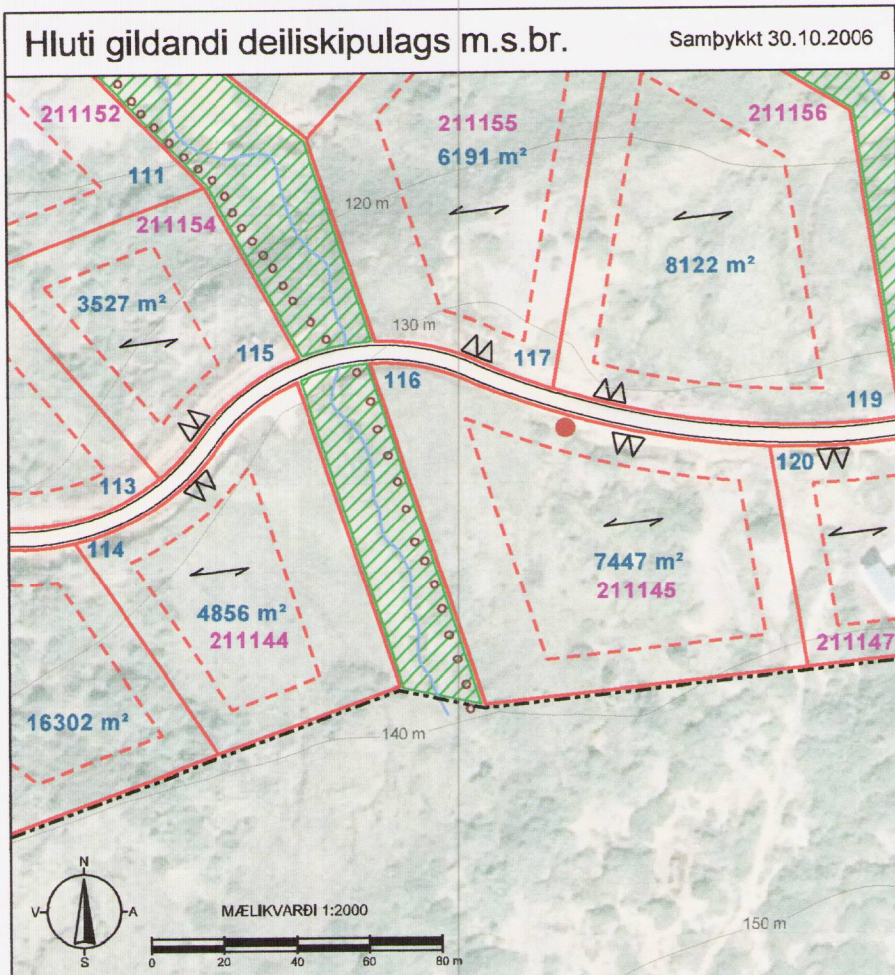 Hluti gildandi deiliskipulags m.s.br.
Samþykkt 30.10.2006
211152
211155
211156
6191 m²
111
120 m
211154
8122 m²
3527 m²
130 m
115
117
116
119
120
113
114
7447 m²
211145
4856 m²
211144
211147
16302 m²
140 m
N
V
A
S
MÆLIKVARÐI 1:2000
0 20 40 60 80 m
150 m